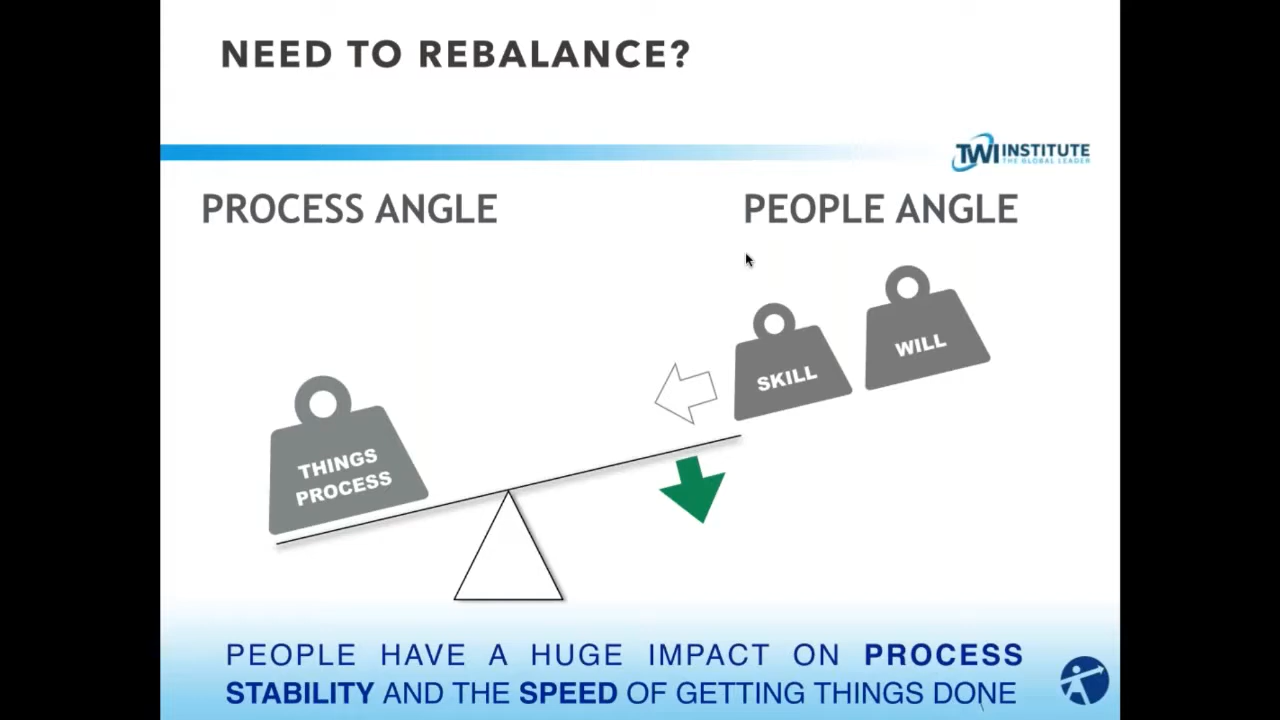 NEED TO REBALANCE?
TWI INSTITUTE
THE GLOBAL LEADER
PROCESS ANGLE
PEOPLE ANGLE
WILL
SKILL
THINGS
PROCESS
PEOPLE HAVE A HUGE IMPACT ON PROCESS
STABILITY AND THE SPEED OF GETTING THINGS DONE